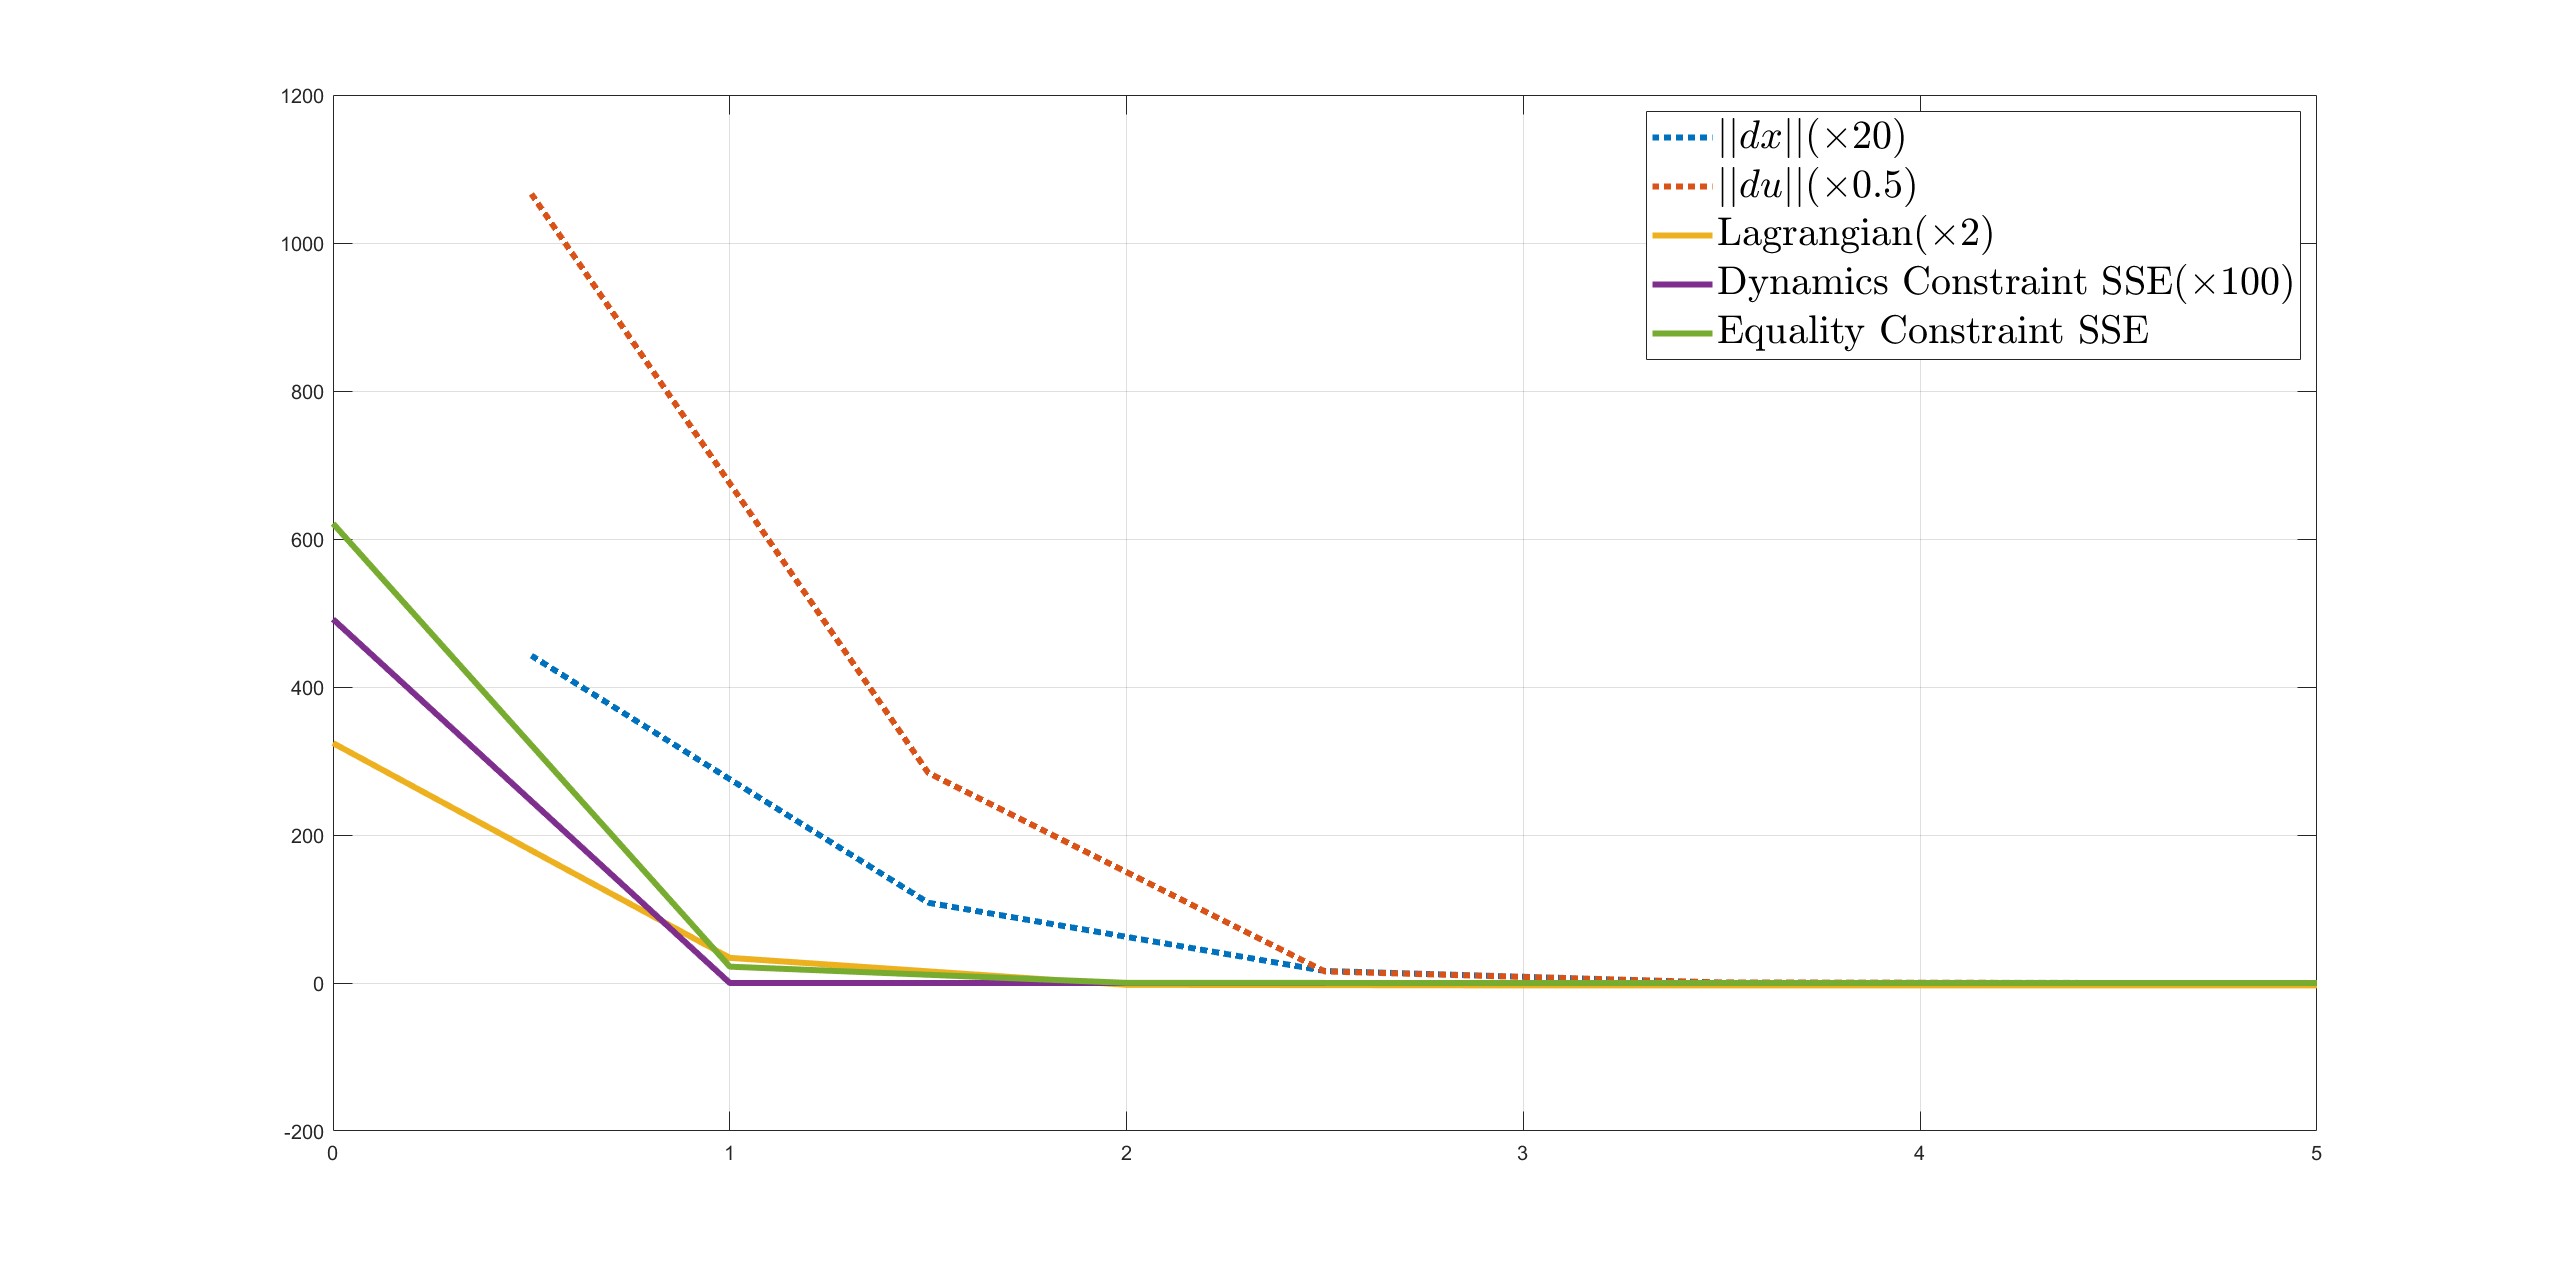 1200
1000
800
600
400
200
0
-200
0 1 2 3 4 5
||dx||(×20)
||du||(×0.5)
Lagrangian(×2)
Dynamics Constraint SSE(×100)
Equality Constraint SSE